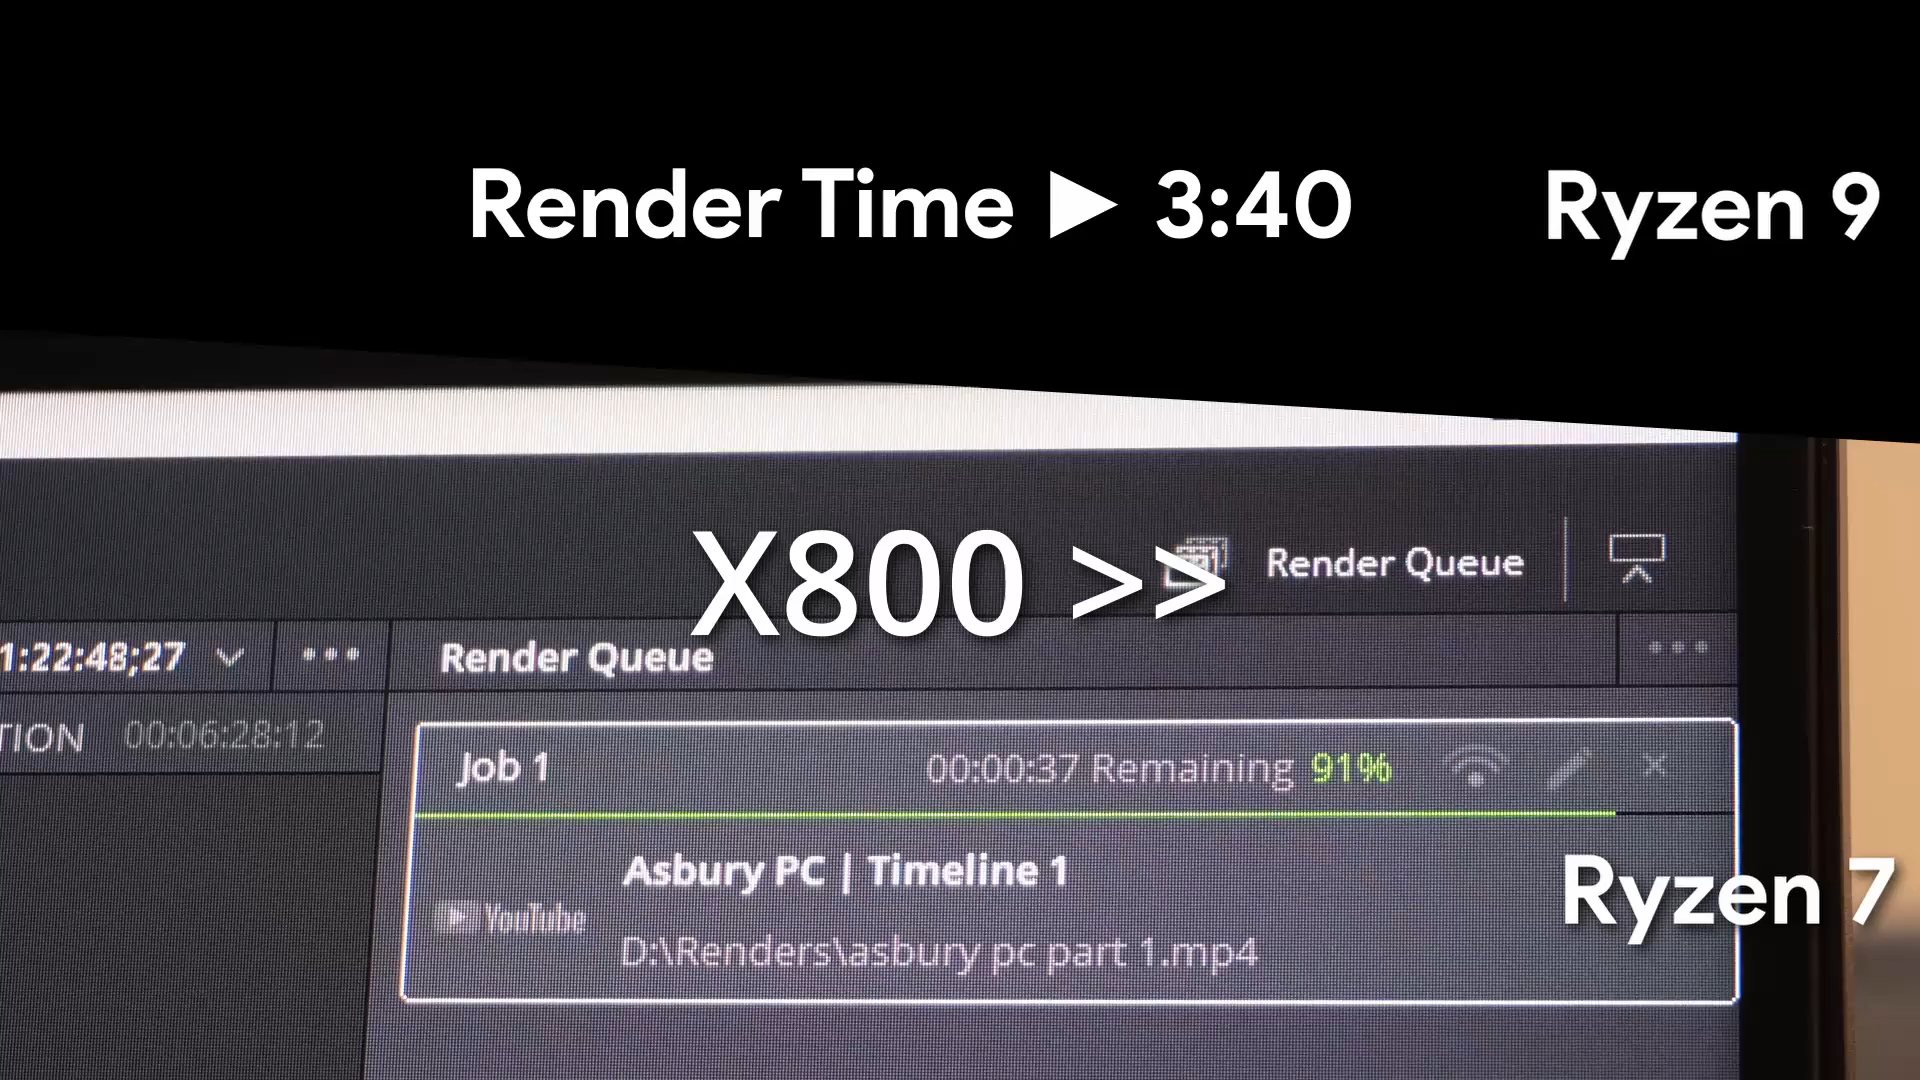 Render Time ▶ 3:40
Ryzen 9
X800 >>
Render Queue
1:22:48;27
Render Queue
TION 00:06:28:12
Job 1
00:00:37 Remaining 91%
Asbury PC | Timeline 1
YouTube
D:\Renders\asbury pc part 1.mp4
Ryzen 7